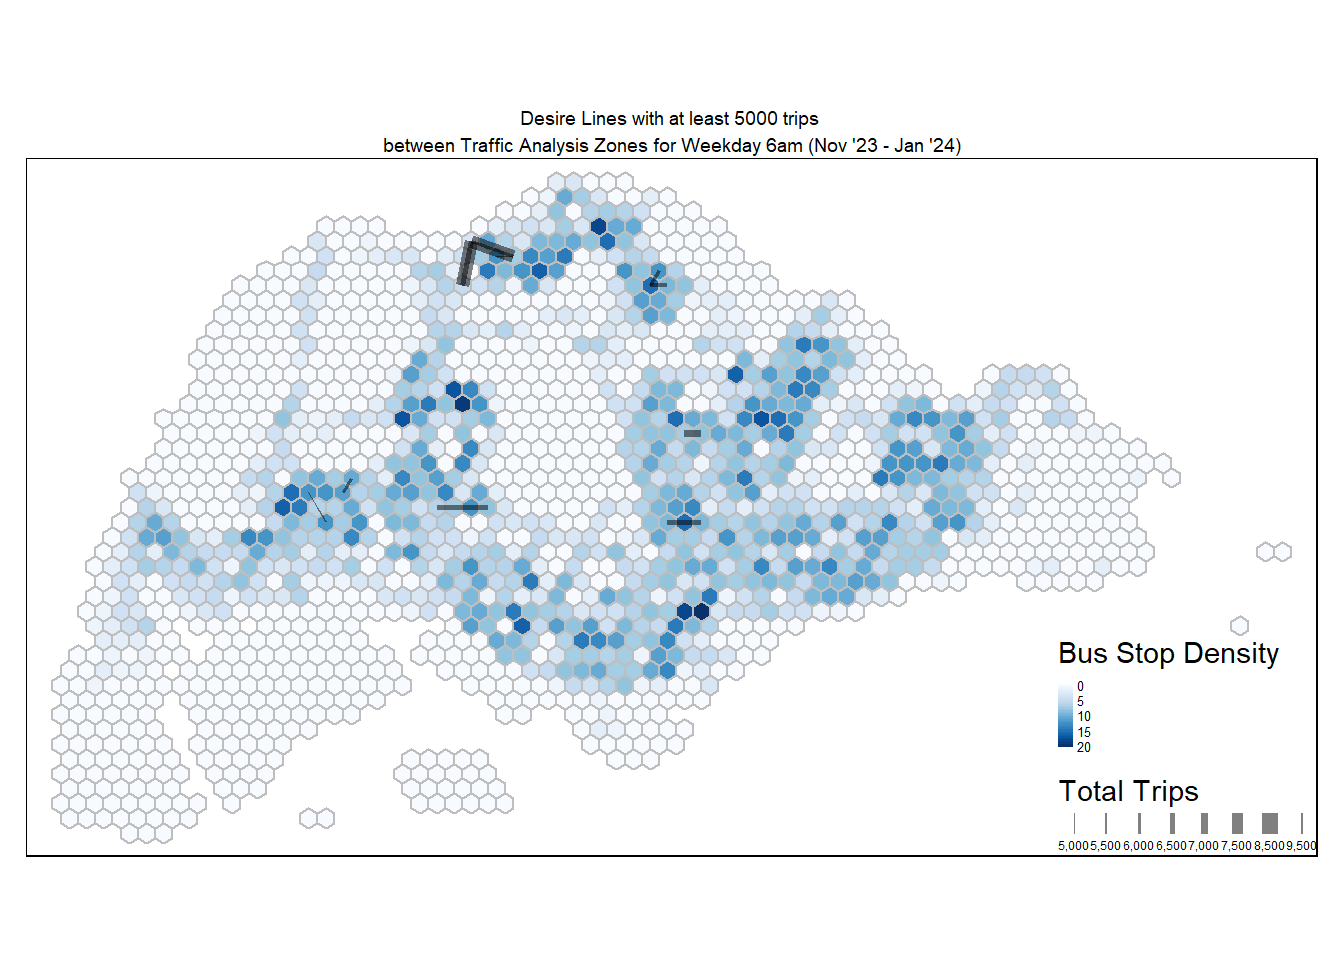 Desire Lines with at least 5000 trips
between Traffic Analysis Zones for Weekday 6am (Nov '23 - Jan '24)
Bus Stop Density
0
5
10
15
20
Total Trips
5,000 5,500 6,000 6,500 7,000 7,500 8,500 9,500